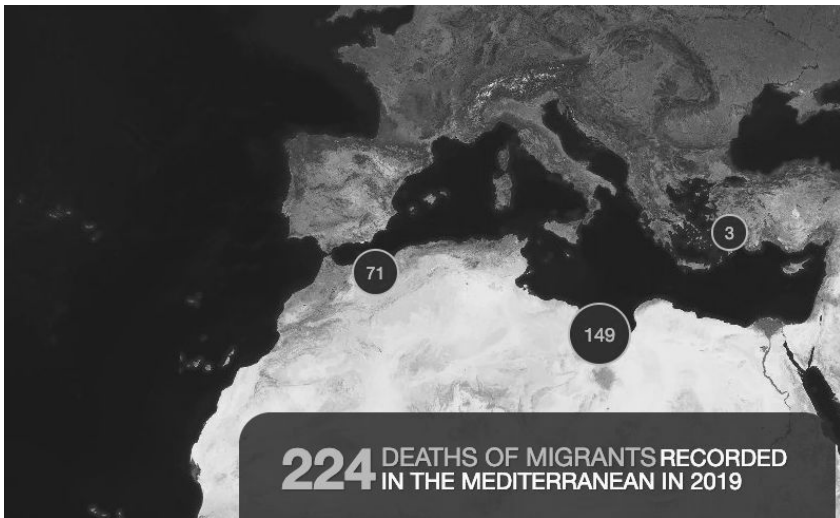 3
71
149
224 DEATHS OF MIGRANTS RECORDED
IN THE MEDITERRANEAN IN 2019